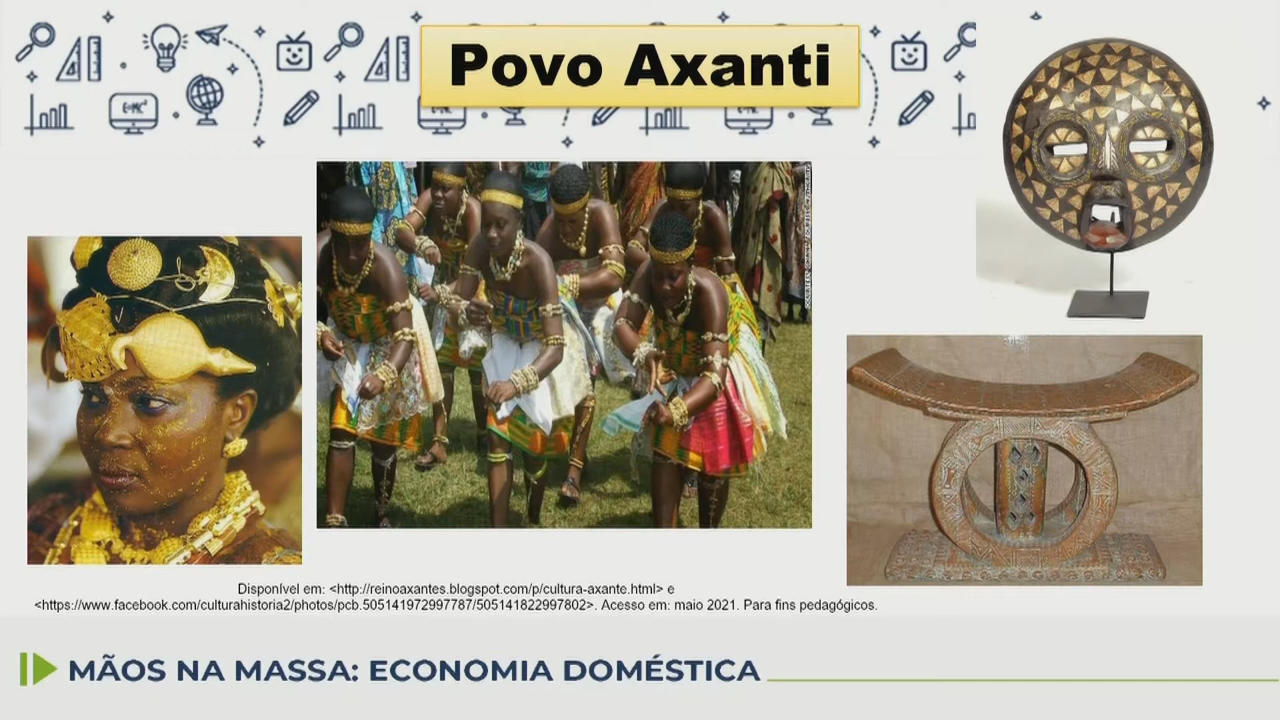 Povo Axanti
E=MC²
Disponível em: <http://reinoaxantes.blogspot.com/p/cultura-axante.html> e
<https://www.facebook.com/culturahistoria2/photos/pcb.505141972997787/505141822997802>. Acesso em: maio 2021. Para fins pedagógicos.
MÃOS NA MASSA: ECONOMIA DOMÉSTICA